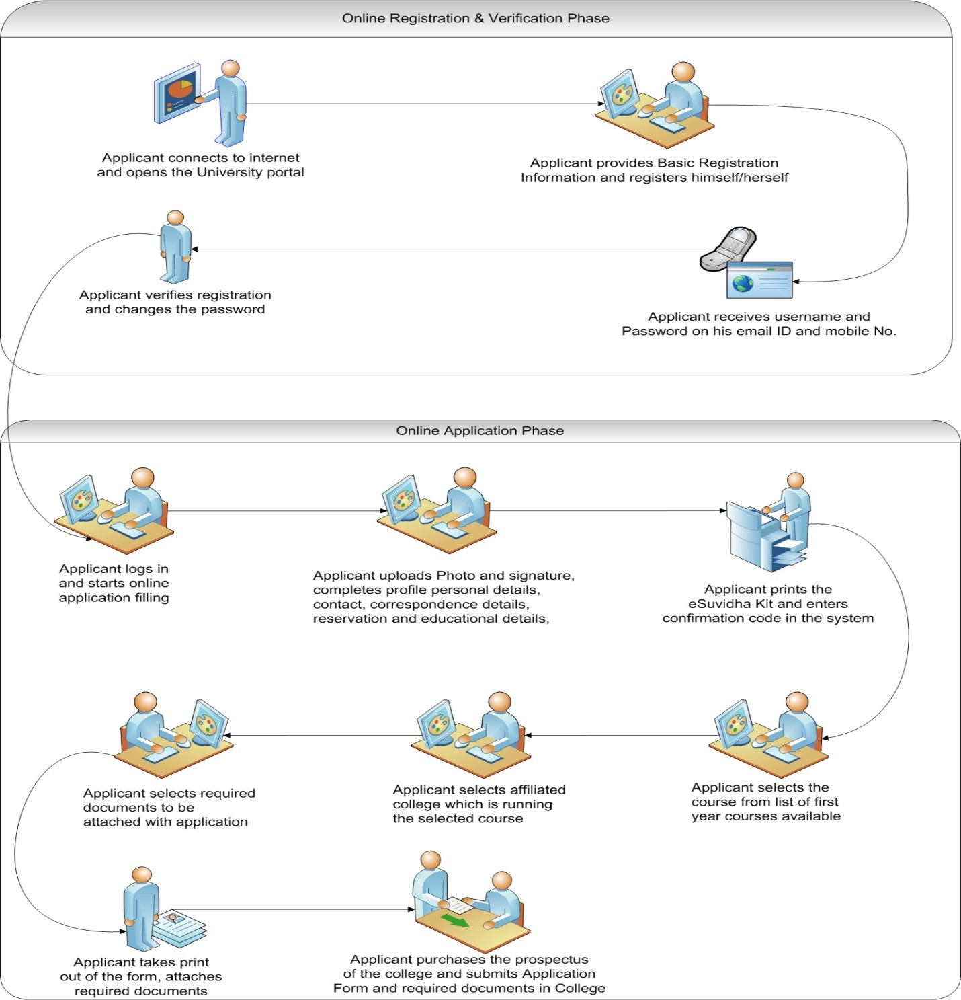 Online Registration & Verification Phase
Applicant connects to internet
and opens the University portal
Applicant provides Basic Registration
Information and registers himself/herself
Applicant verifies registration
and changes the password
Applicant receives username and
Password on his email ID and mobile No.
Online Application Phase
Applicant logs in
and starts online
application filling
Applicant uploads Photo and signature,
completes profile personal details,
contact, correspondence details,
reservation and educational details,
Applicant prints the
eSuvidha Kit and enters
confirmation code in the system
Applicant selects required
documents to be
attached with application
Applicant selects affiliated
college which is running
the selected course
Applicant selects the
course from list of first
year courses available
Applicant takes print
out of the form, attaches
required documents
Applicant purchases the prospectus
of the college and submits Application
Form and required documents in College